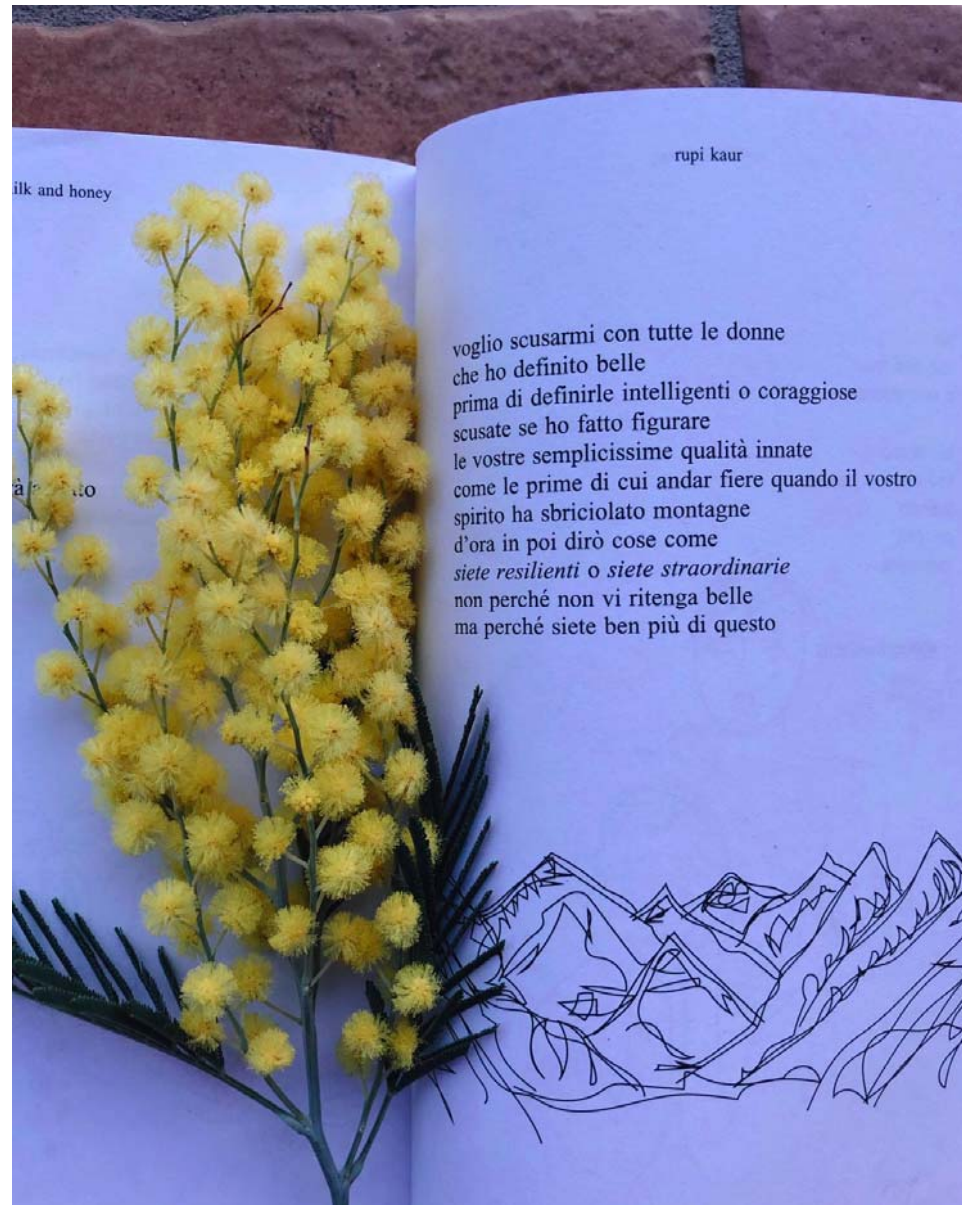 ilk and honey
to
rupi kaur
voglio scusarmi con tutte le donne
che ho definito belle
prima di definirle intelligenti o coraggiose
scusate se ho fatto figurare
le vostre semplicissime qualità innate
come le prime di cui andar fiere quando il vostro
spirito ha sbriciolato montagne
d'ora in poi dirò cose come
siete resilienti o siete straordinarie
non perché non vi ritenga belle
ma perché siete ben più di questo